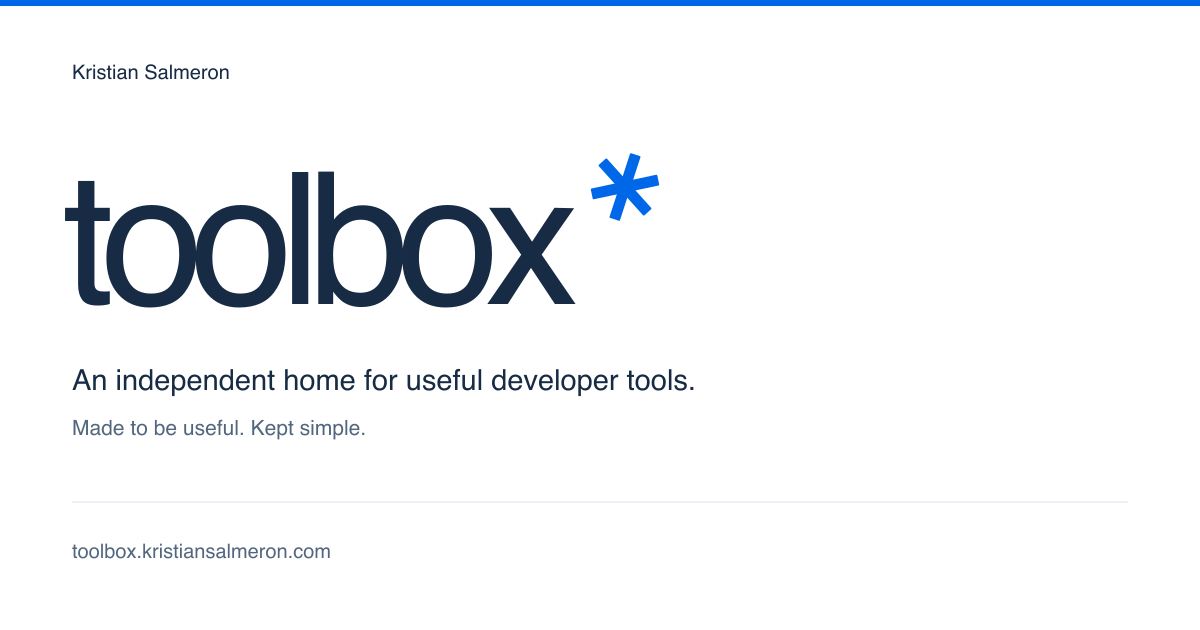 Kristian Salmeron
toolbox*
An independent home for useful developer tools.
Made to be useful. Kept simple.
toolbox.kristiansalmeron.com